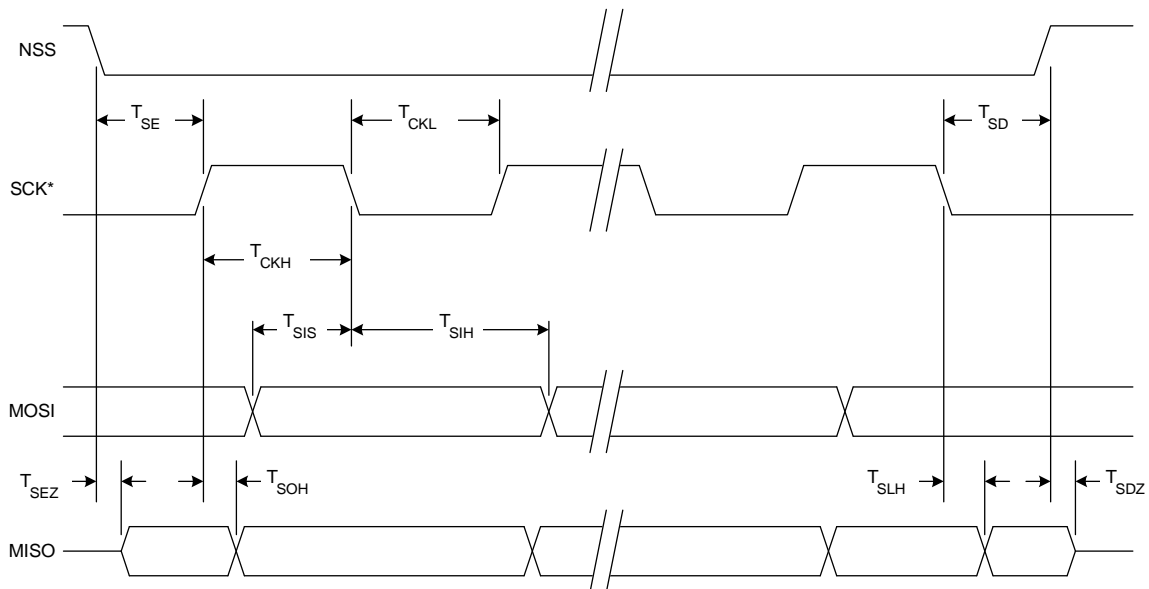 NSS
T_SE T_CKL T_SD
SCK*
T_CKH
T_SIS T_SIH
MOSI
T_SEZ T_SOH T_SLH T_SDZ
MISO